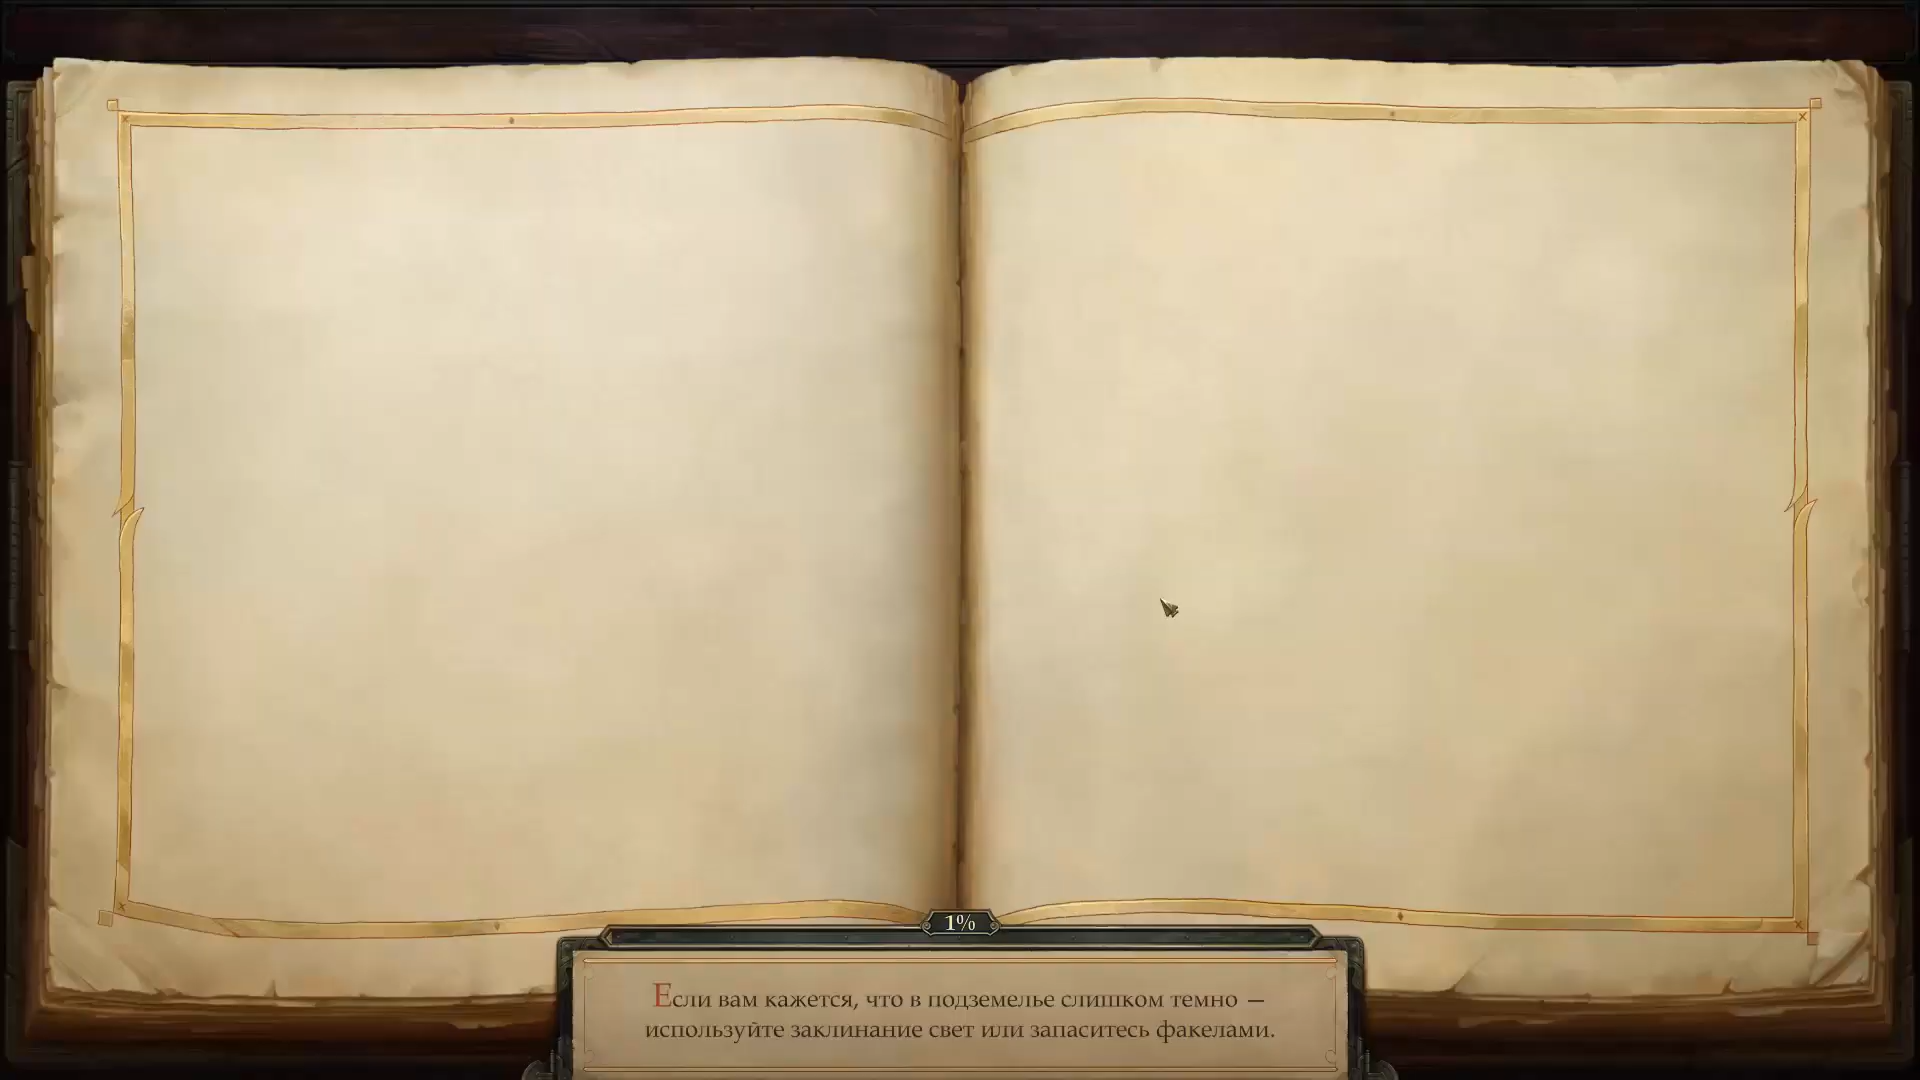 1%
Если вам кажется, что в подземелье слишком темно —
используйте заклинание свет или запаситесь факелами.